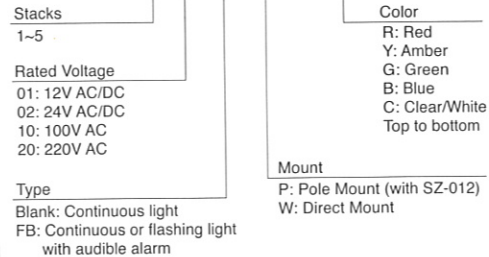 Stacks
1~5
Rated Voltage
01: 12V AC/DC
02: 24V AC/DC
10: 100V AC
20: 220V AC
Type
Blank: Continuous light
FB: Continuous or flashing light
with audible alarm
Color
R: Red
Y: Amber
G: Green
B: Blue
C: Clear/White
Top to bottom
Mount
P: Pole Mount (with SZ-012)
W: Direct Mount